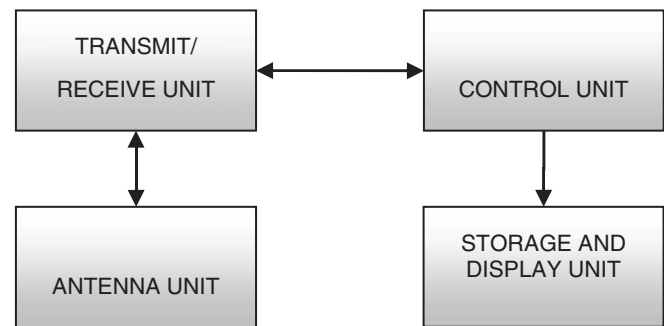 TRANSMIT/
RECEIVE UNIT
CONTROL UNIT
ANTENNA UNIT
STORAGE AND
DISPLAY UNIT